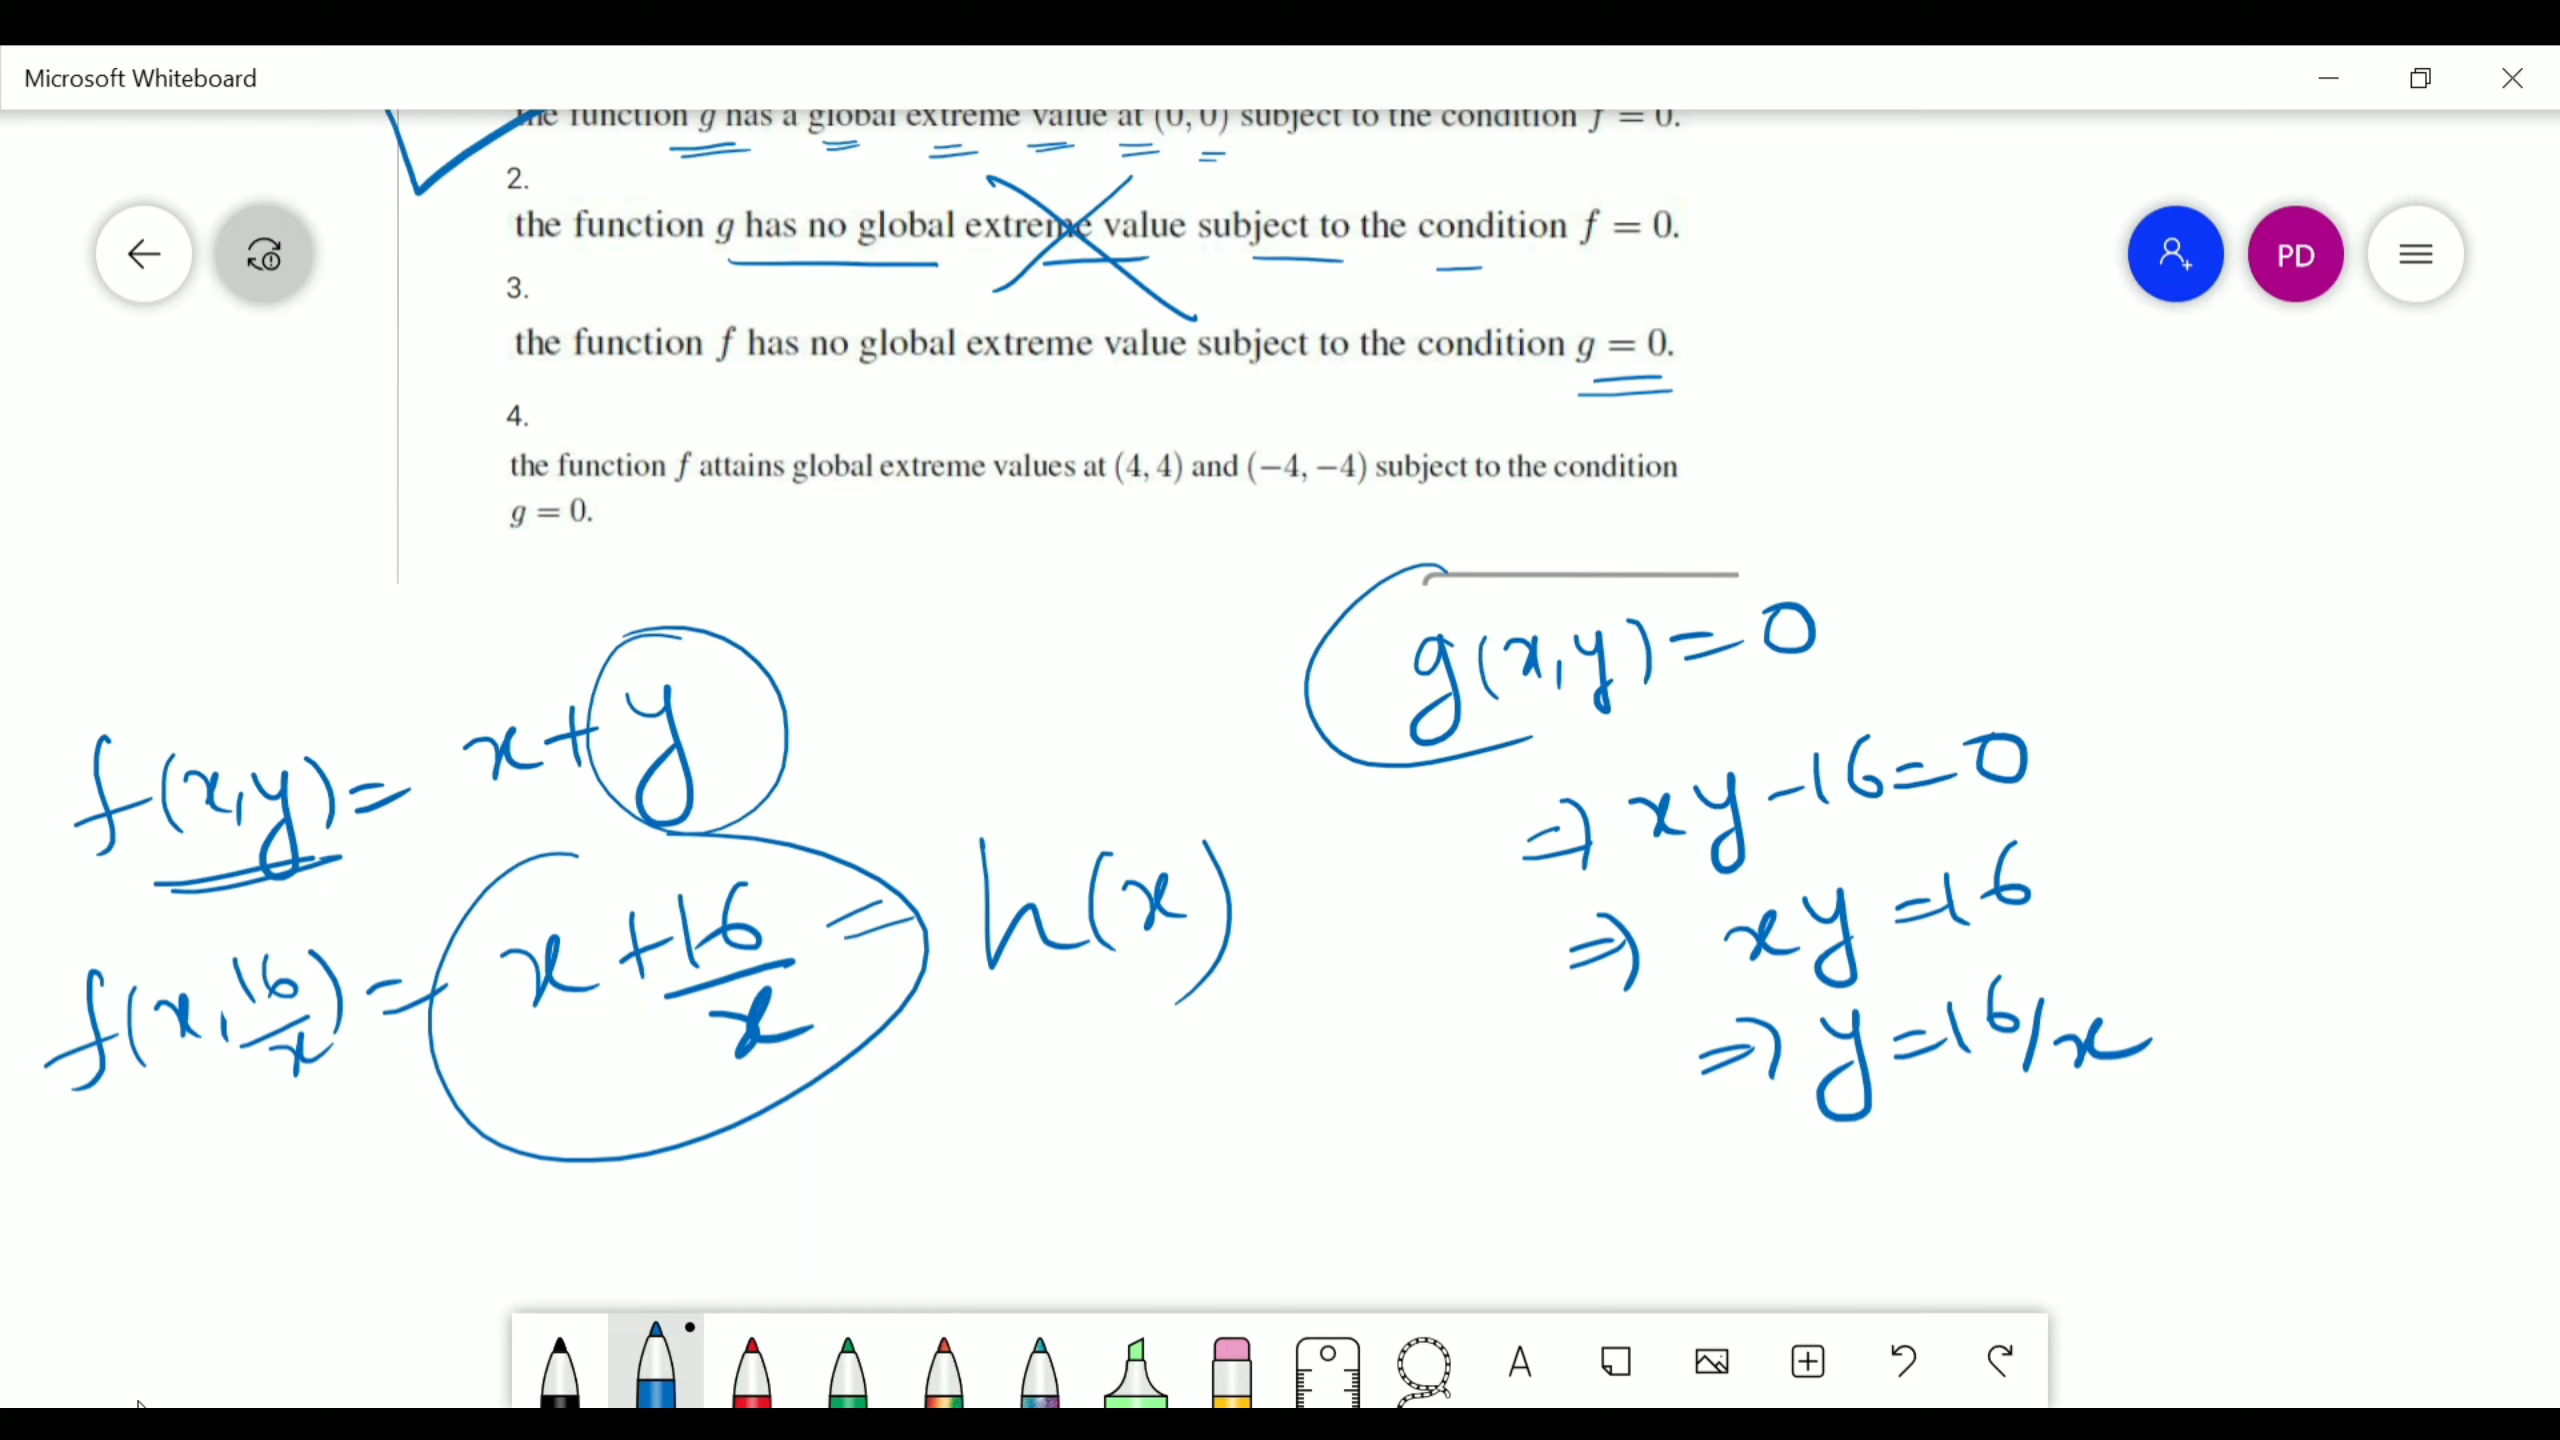 Microsoft Whiteboard
the function g has a global extreme value at (0, 0) subject to the condition f = 0.
2.
the function g has no global extreme value subject to the condition f = 0.
3.
the function f has no global extreme value subject to the condition g = 0.
4.
the function f attains global extreme values at (4, 4) and (−4, −4) subject to the condition
g = 0.
PD
g(x,y)=0
f(x,y)= x+y
⇒ xy-16=0
f(x,16/x)= x+16/x = h(x)
⇒ xy=16
⇒ y=16/x
A